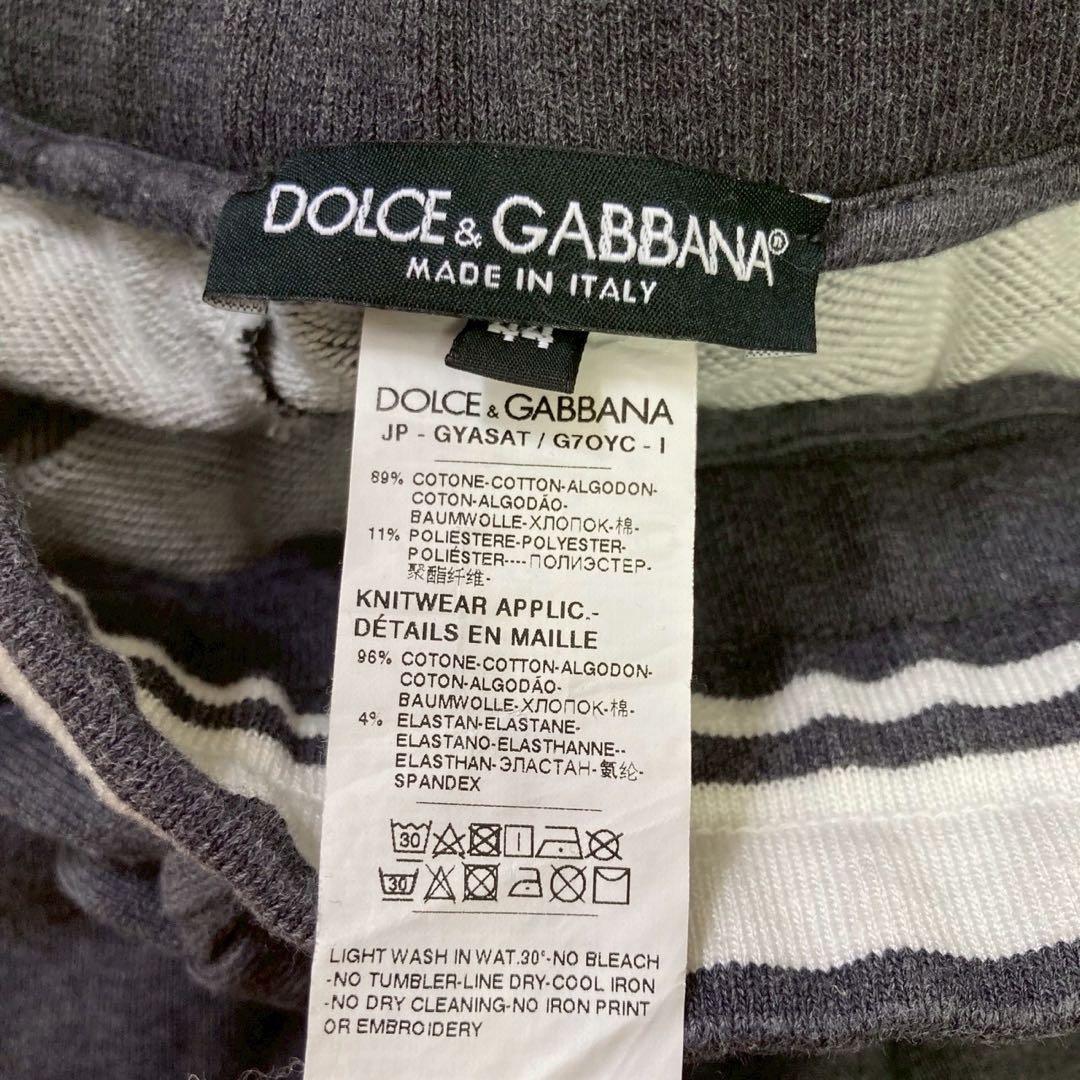 DOLCE & GABBANA®
MADE IN ITALY
44
DOLCE & GABBANA
JP - GYASAT / G7OYC - I
89% COTONE-COTTON-ALGODON-
COTON-ALGODÃO-
BAUMWOLLE-ХЛОПОК-棉-
11% POLIESTERE-POLYESTER-
POLIÉSTER----ПОЛИЭСТЕР-
聚酯纤维-
KNITWEAR APPLIC.-
DÉTAILS EN MAILLE
96% COTONE-COTTON-ALGODON-
COTON-ALGODÃO-
BAUMWOLLE-ХЛОПОК-棉-
4% ELASTAN-ELASTANE-
ELASTANO-ELASTHANNE--
ELASTHAN-ЭЛАСТАН-氨纶-
SPANDEX
30
30
LIGHT WASH IN WAT.30°-NO BLEACH
-NO TUMBLER-LINE DRY-COOL IRON
-NO DRY CLEANING-NO IRON PRINT
OR EMBROIDERY